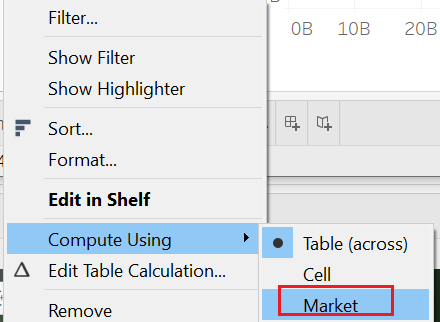 Filter...
0B 10B 20B
Show Filter
Show Highlighter
Sort...
Format...
Edit in Shelf
Compute Using
Table (across)
Edit Table Calculation...
Cell
Remove
Market